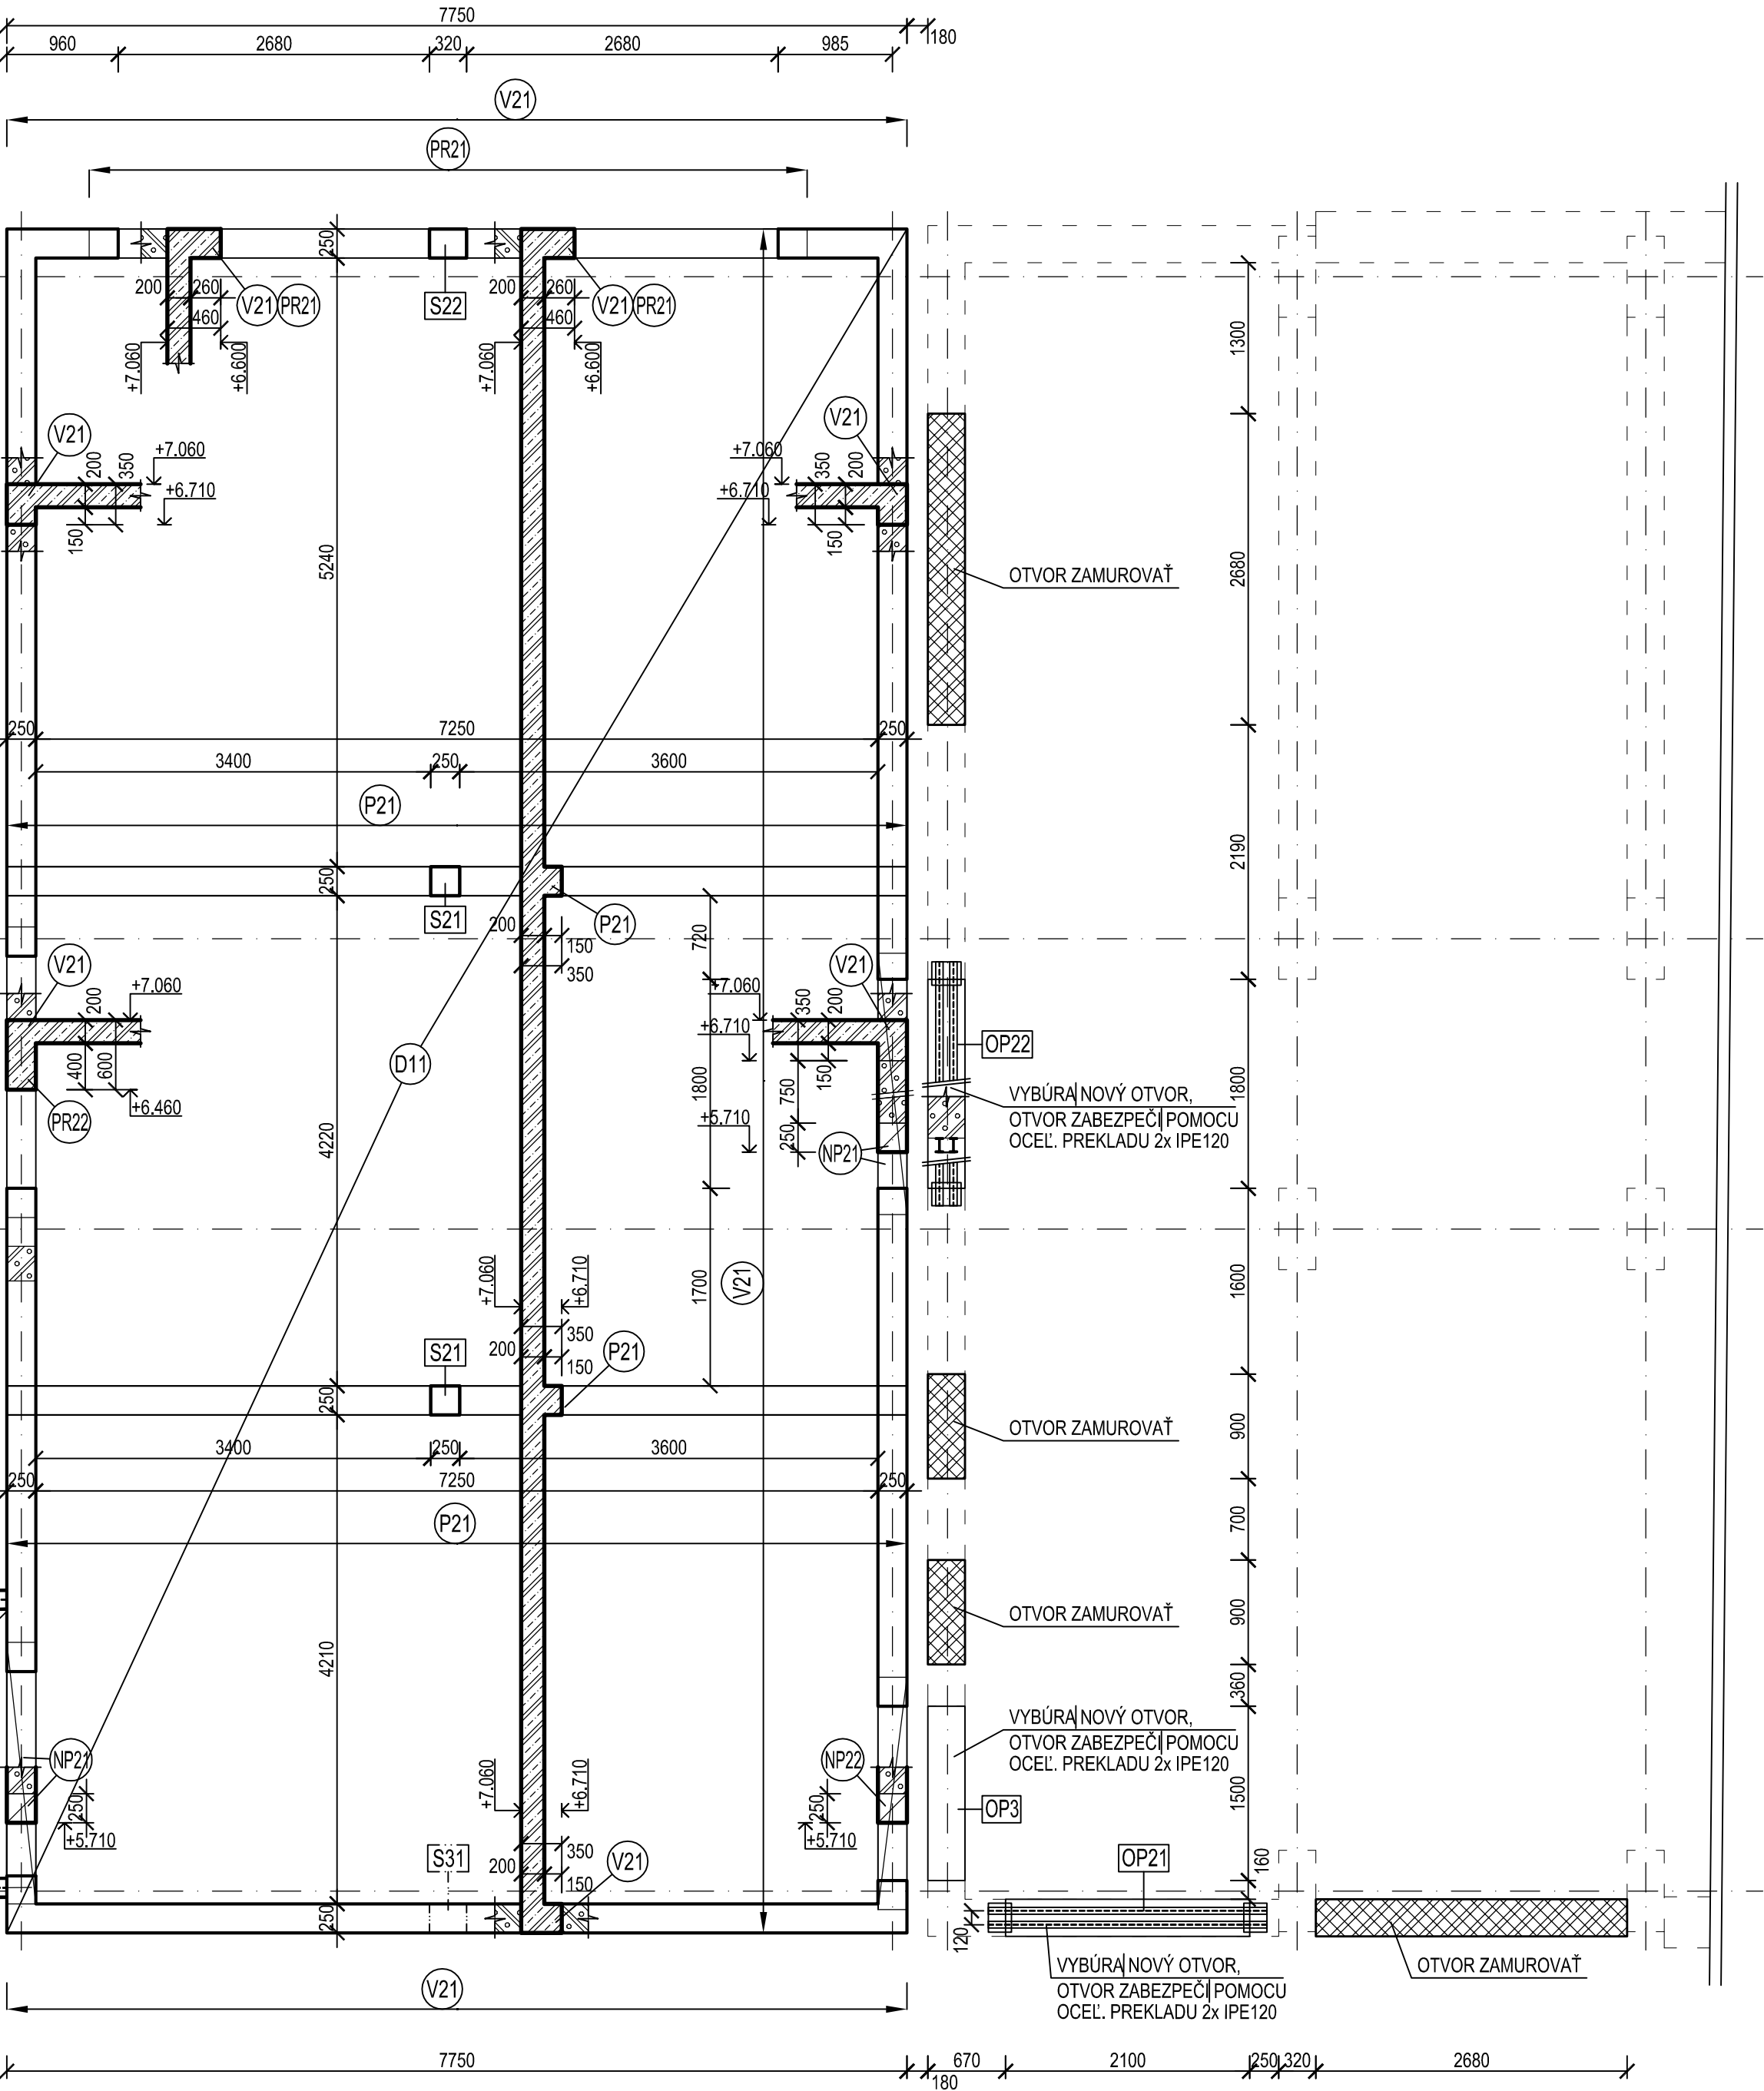 7750
180
960
2680
320
2680
985
V21
PR21
250
S22
200
260
460
V21
PR21
+7.060
+6.600
200
260
460
V21
PR21
+7.060
+6.600
1300
V21
+7.060
200
350
+6.710
150
V21
+7.060
350
200
+6.710
150
5240
OTVOR ZAMUROVAŤ
2680
250
7250
250
3400
250
3600
P21
250
S21
200
150
350
P21
720
2190
V21
+7.060
200
400
600
+6.460
PR22
V21
+7.060
350
200
+6.710
750
150
+5.710
250
NP21
D11
1800
4220
OP22
VYBÚRA NOVÝ OTVOR,
OTVOR ZABEZPEČI POMOCU
OCEĽ. PREKLADU 2x IPE120
1800
+7.060
+6.710
1700
V21
1600
S21
200
350
150
P21
250
OTVOR ZAMUROVAŤ
900
3400
250
3600
250
7250
250
P21
700
OTVOR ZAMUROVAŤ
900
4210
360
NP21
250
+5.710
+7.060
+6.710
NP22
250
+5.710
VYBÚRA NOVÝ OTVOR,
OTVOR ZABEZPEČI POMOCU
OCEĽ. PREKLADU 2x IPE120
1500
OP3
S31
200
350
150
V21
OP21
160
250
120
VYBÚRA NOVÝ OTVOR,
OTVOR ZABEZPEČI POMOCU
OCEĽ. PREKLADU 2x IPE120
OTVOR ZAMUROVAŤ
V21
7750
180
670
2100
250
320
2680